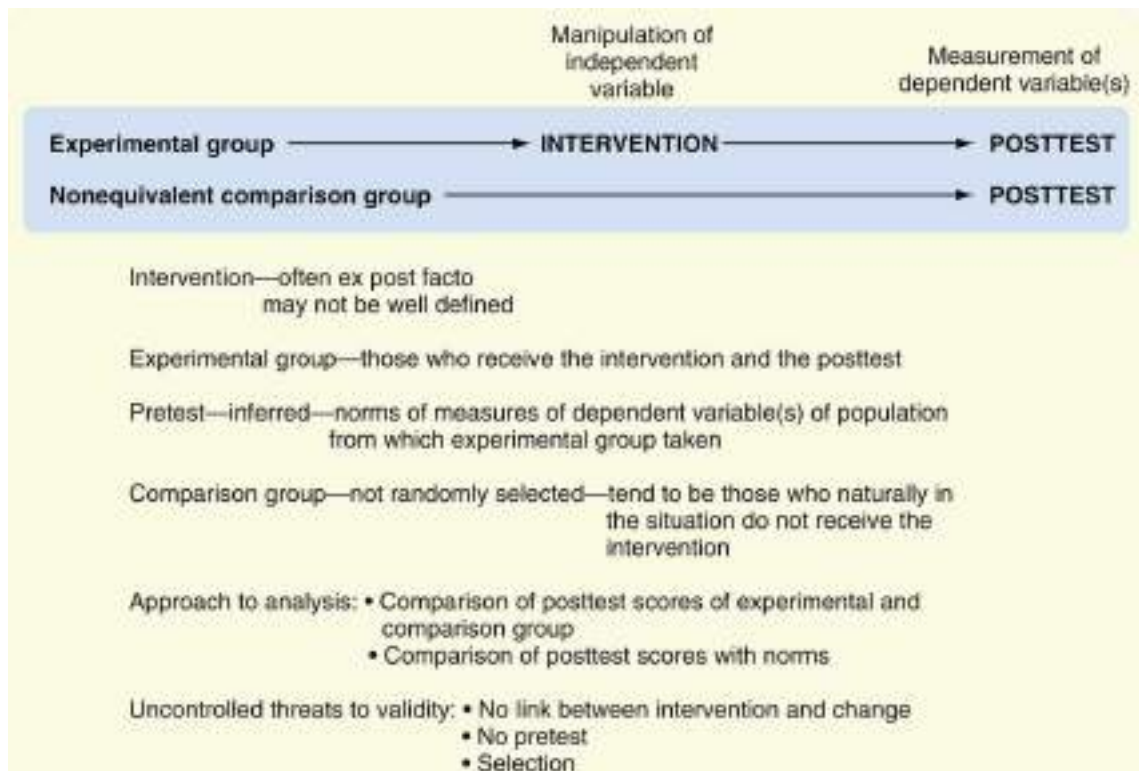 Manipulation of
independent
variable
Measurement of
dependent variable(s)
Experimental group INTERVENTION POSTTEST
Nonequivalent comparison group POSTTEST
Intervention—often ex post facto
may not be well defined
Experimental group—those who receive the intervention and the posttest
Pretest—inferred—norms of measures of dependent variable(s) of population
from which experimental group taken
Comparison group—not randomly selected—tend to be those who naturally in
the situation do not receive the
intervention
Approach to analysis: • Comparison of posttest scores of experimental and
comparison group
• Comparison of posttest scores with norms
Uncontrolled threats to validity: • No link between intervention and change
• No pretest
• Selection